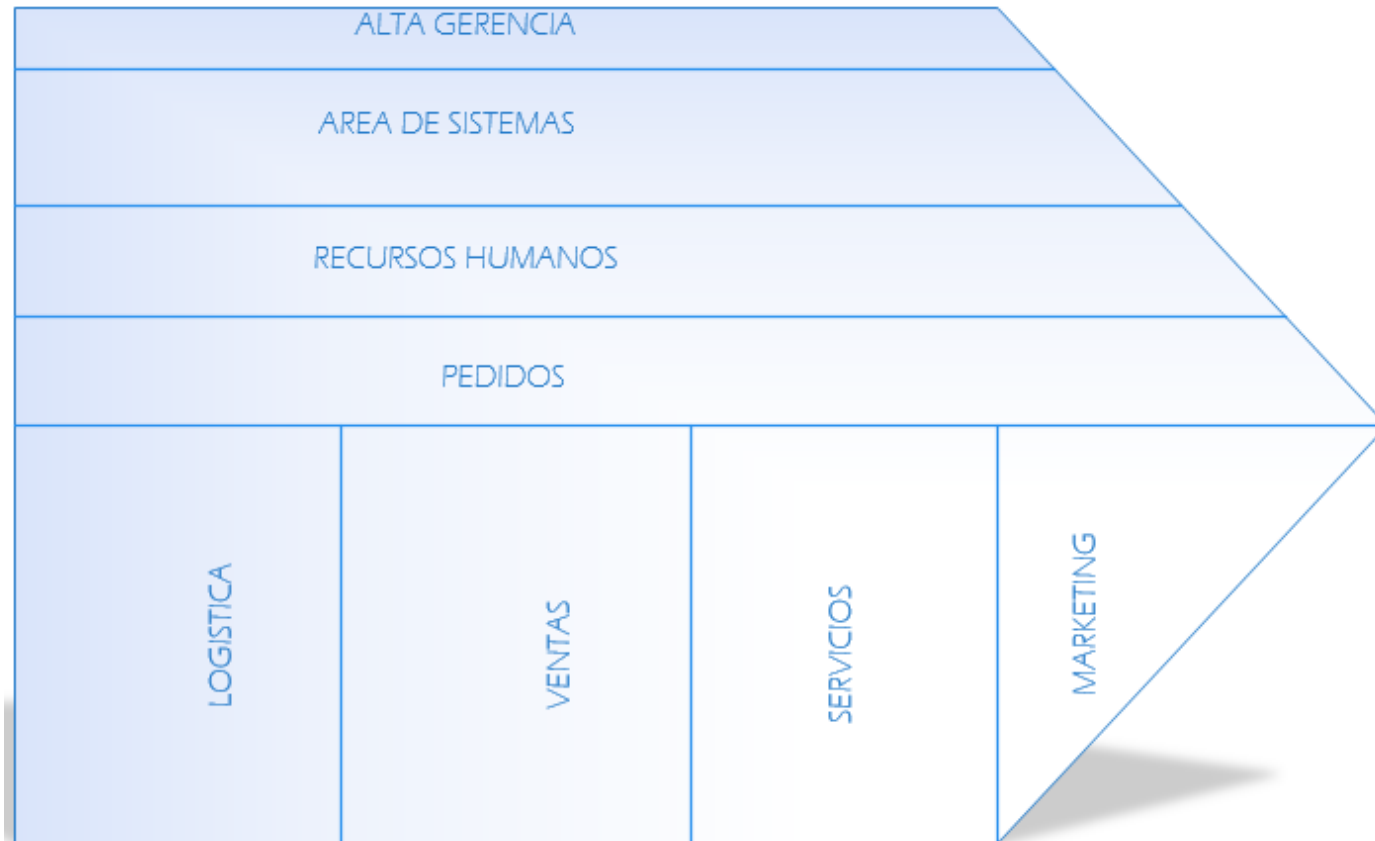 ALTA GERENCIA
AREA DE SISTEMAS
RECURSOS HUMANOS
PEDIDOS
LOGISTICA
VENTAS
SERVICIOS
MARKETING